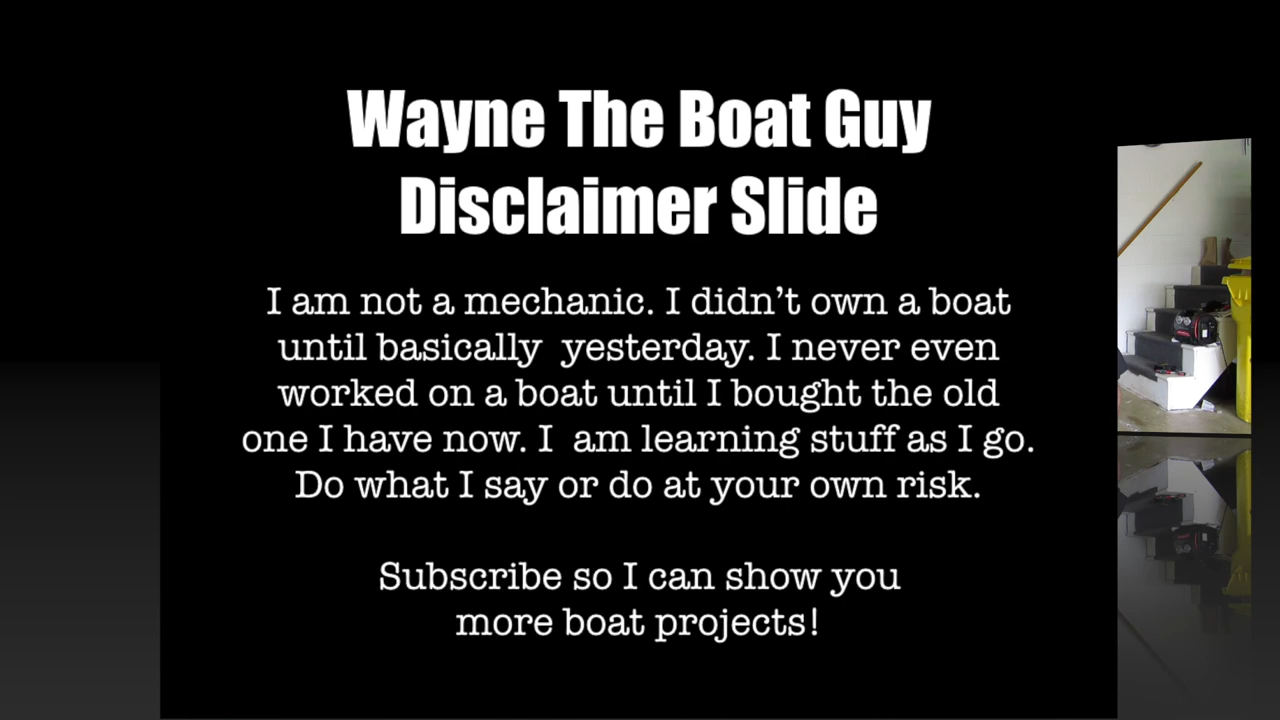 Wayne The Boat Guy
Disclaimer Slide
I am not a mechanic. I didn’t own a boat
until basically  yesterday. I never even
worked on a boat until I bought the old
one I have now. I  am learning stuff as I go.
Do what I say or do at your own risk.
Subscribe so I can show you
more boat projects!